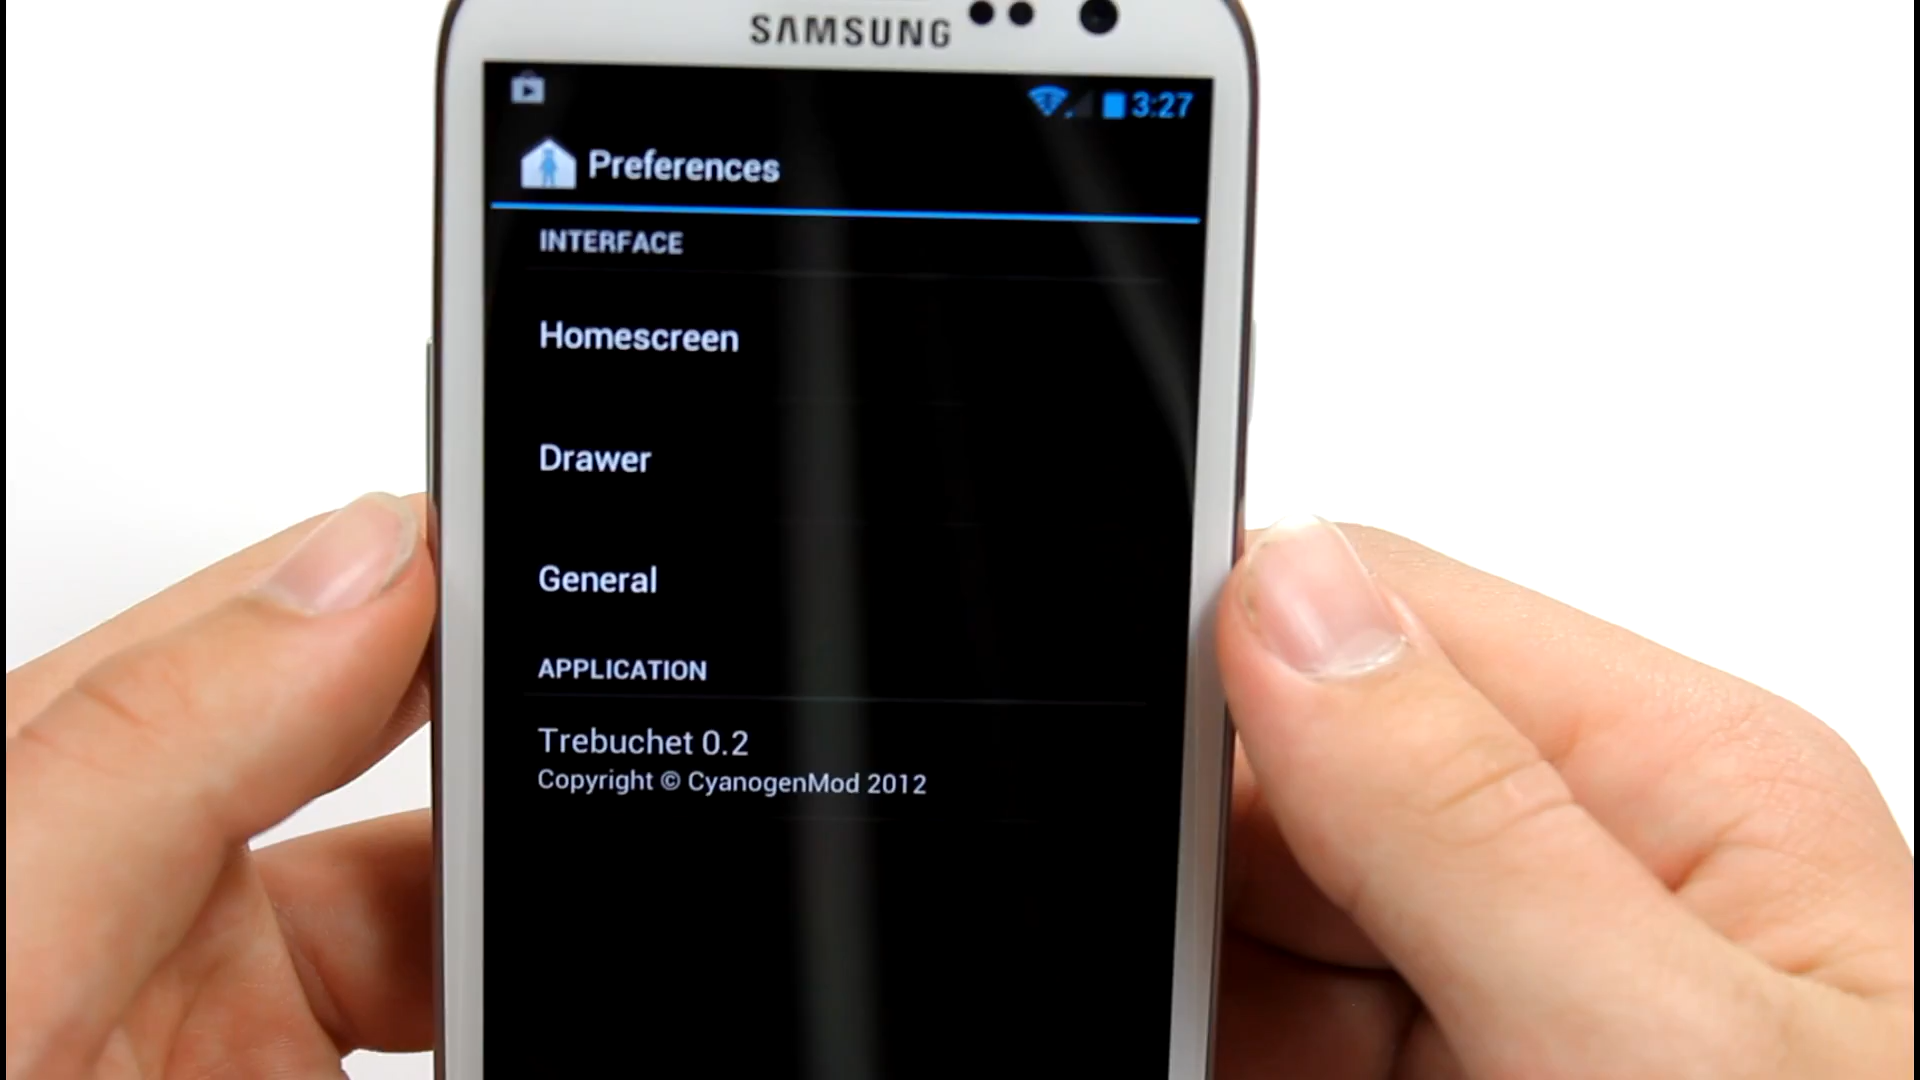 SAMSUNG
3:27
Preferences
INTERFACE
Homescreen
Drawer
General
APPLICATION
Trebuchet 0.2
Copyright © CyanogenMod 2012